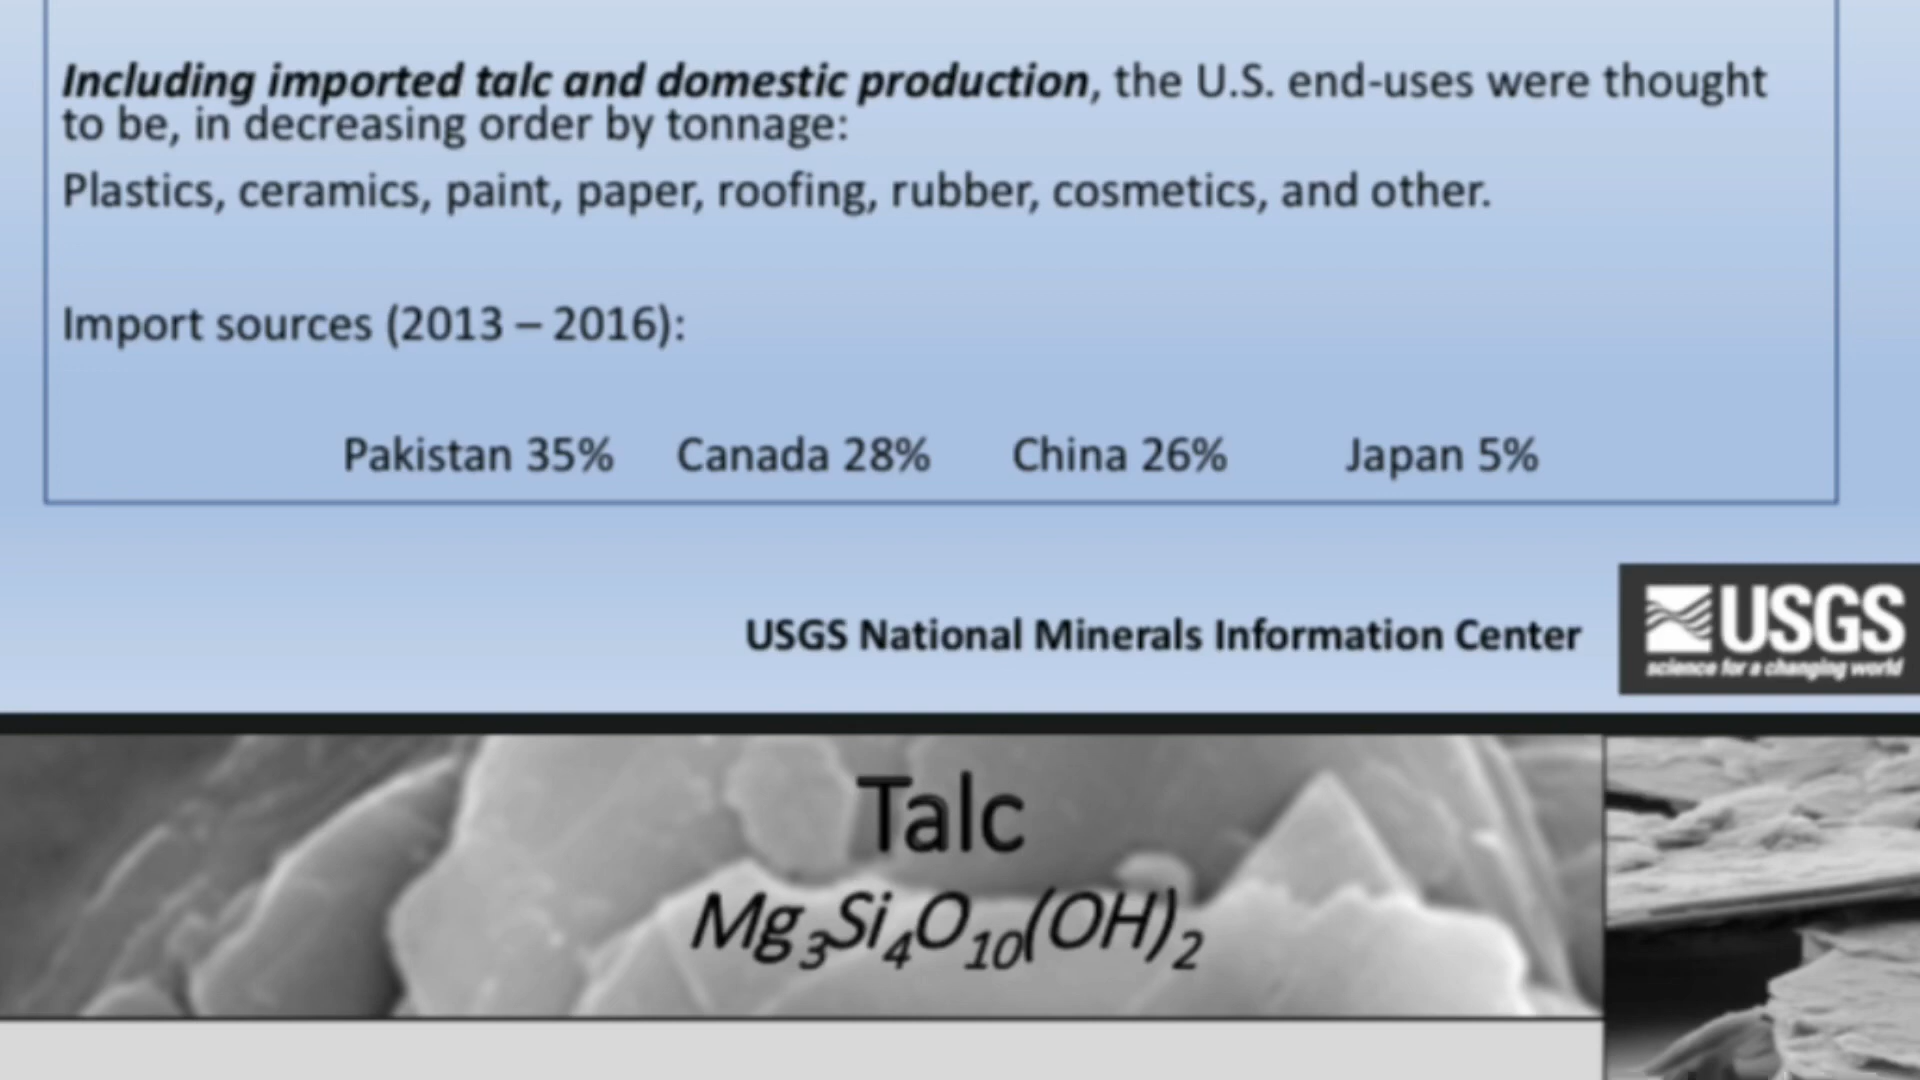 Including imported talc and domestic production, the U.S. end-uses were thought
to be, in decreasing order by tonnage:
Plastics, ceramics, paint, paper, roofing, rubber, cosmetics, and other.
Import sources (2013 – 2016):
Pakistan 35% Canada 28% China 26% Japan 5%
USGS National Minerals Information Center
USGS
science for a changing world
Talc
Mg3Si4O10(OH)2